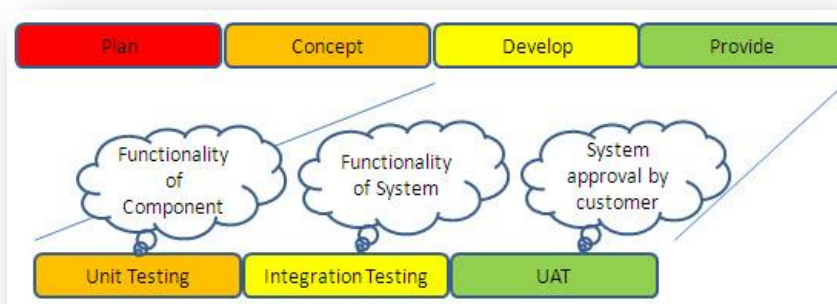 Plan
Concept
Develop
Provide
Functionality
of
Component
Functionality
of System
System
approval by
customer
Unit Testing
Integration Testing
UAT